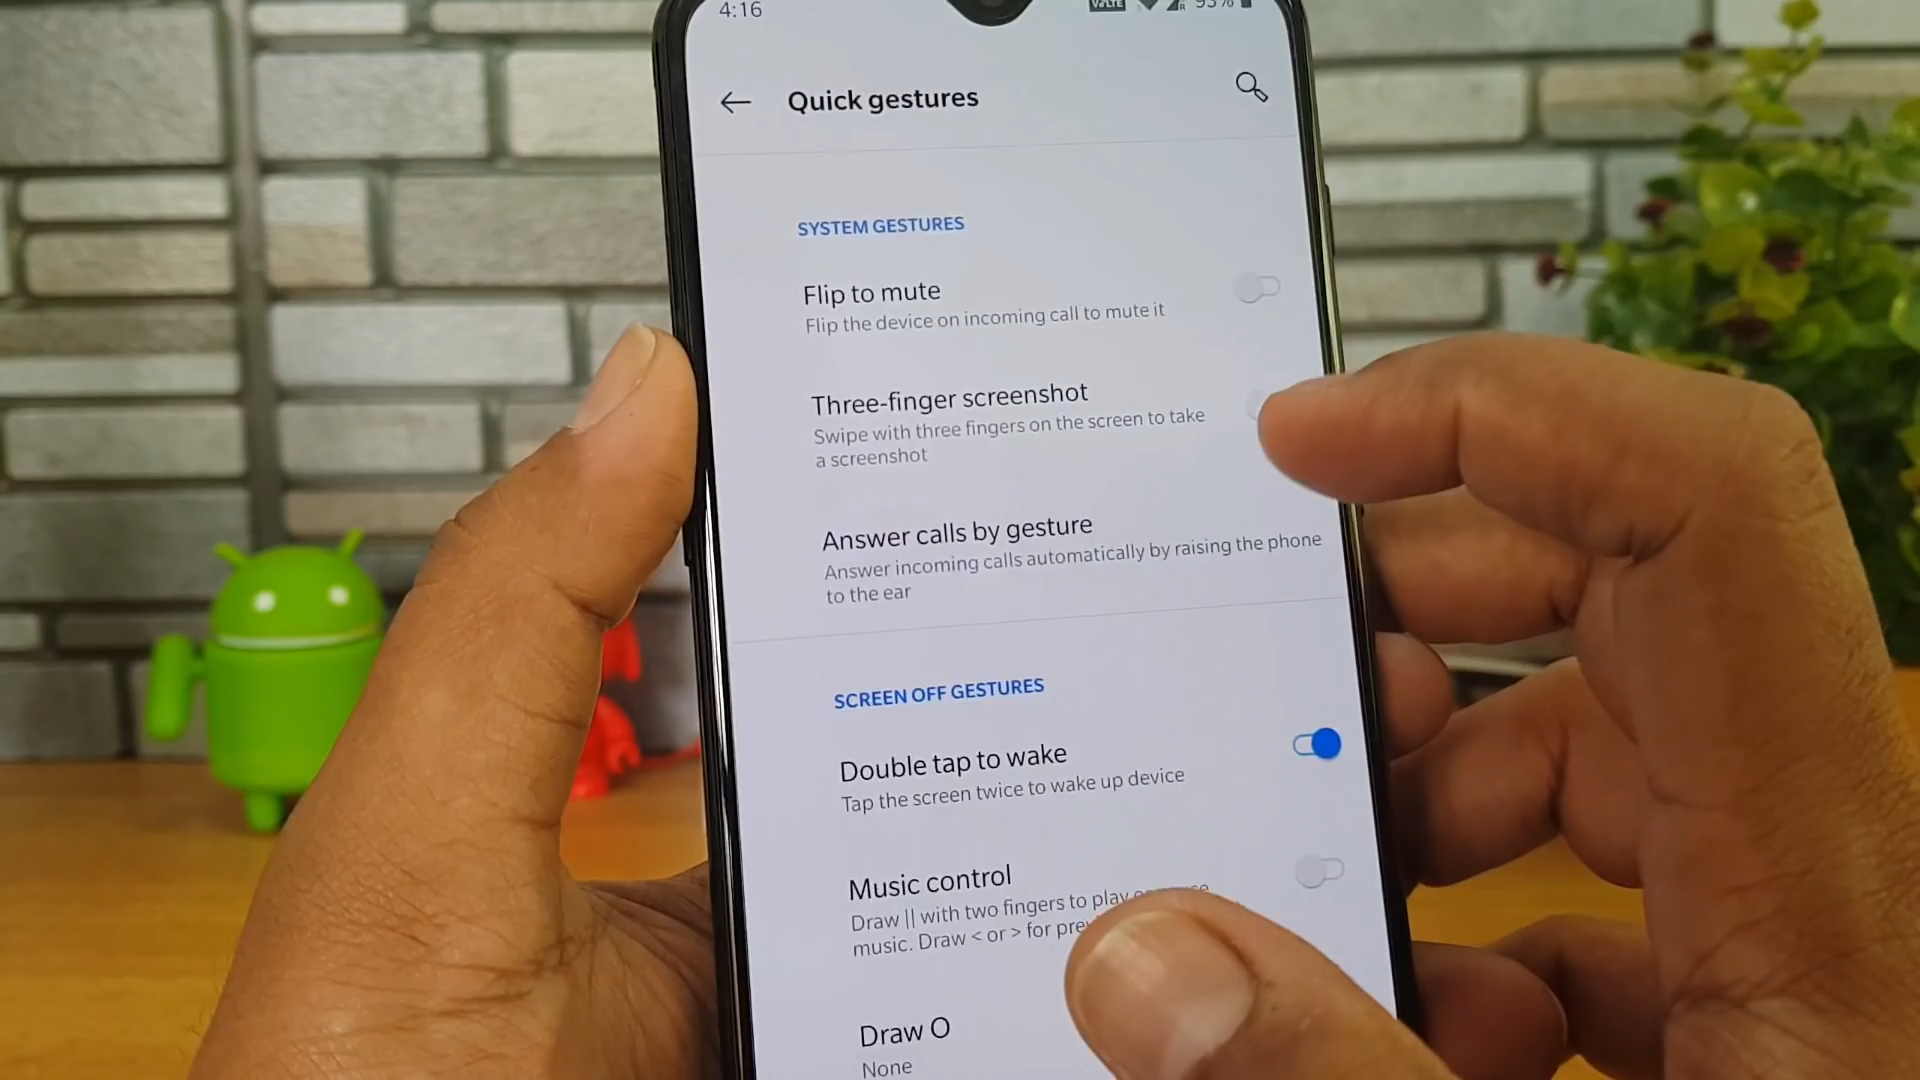 4:16
VoLTE
R
93%
Quick gestures
SYSTEM GESTURES
Flip to mute
Flip the device on incoming call to mute it
Three-finger screenshot
Swipe with three fingers on the screen to take
a screenshot
Answer calls by gesture
Answer incoming calls automatically by raising the phone
to the ear
SCREEN OFF GESTURES
Double tap to wake
Tap the screen twice to wake up device
Music control
Draw || with two fingers to play
music. Draw < or > for
Draw O
None